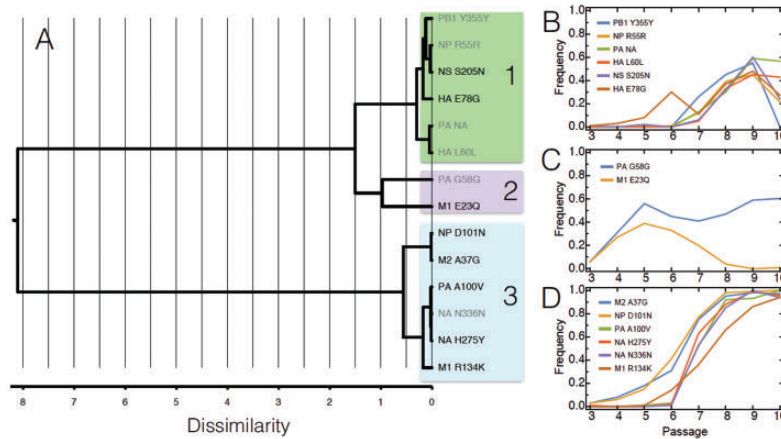 A
PB1 Y355Y
NP R55R
NS S205N
HA E78G
PA NA
HA L60L
1
PA G58G
M1 E23Q
2
NP D101N
M2 A37G
PA A100V
NA N336N
NA H275Y
M1 R134K
3
8 7 6 5 4 3 2 1 0
Dissimilarity
B
Frequency
1.0
0.8
0.6
0.4
0.2
0.0
PB1 Y355Y
NP R55R
PA NA
HA L60L
NS S205N
HA E78G
3 4 5 6 7 8 9 10
C
Frequency
1.0
0.8
0.6
0.4
0.2
0.0
PA G58G
M1 E23Q
3 4 5 6 7 8 9 10
D
Frequency
1.0
0.8
0.6
0.4
0.2
0.0
M2 A37G
NP D101N
PA A100V
NA H275Y
NA N336N
M1 R134K
3 4 5 6 7 8 9 10
Passage